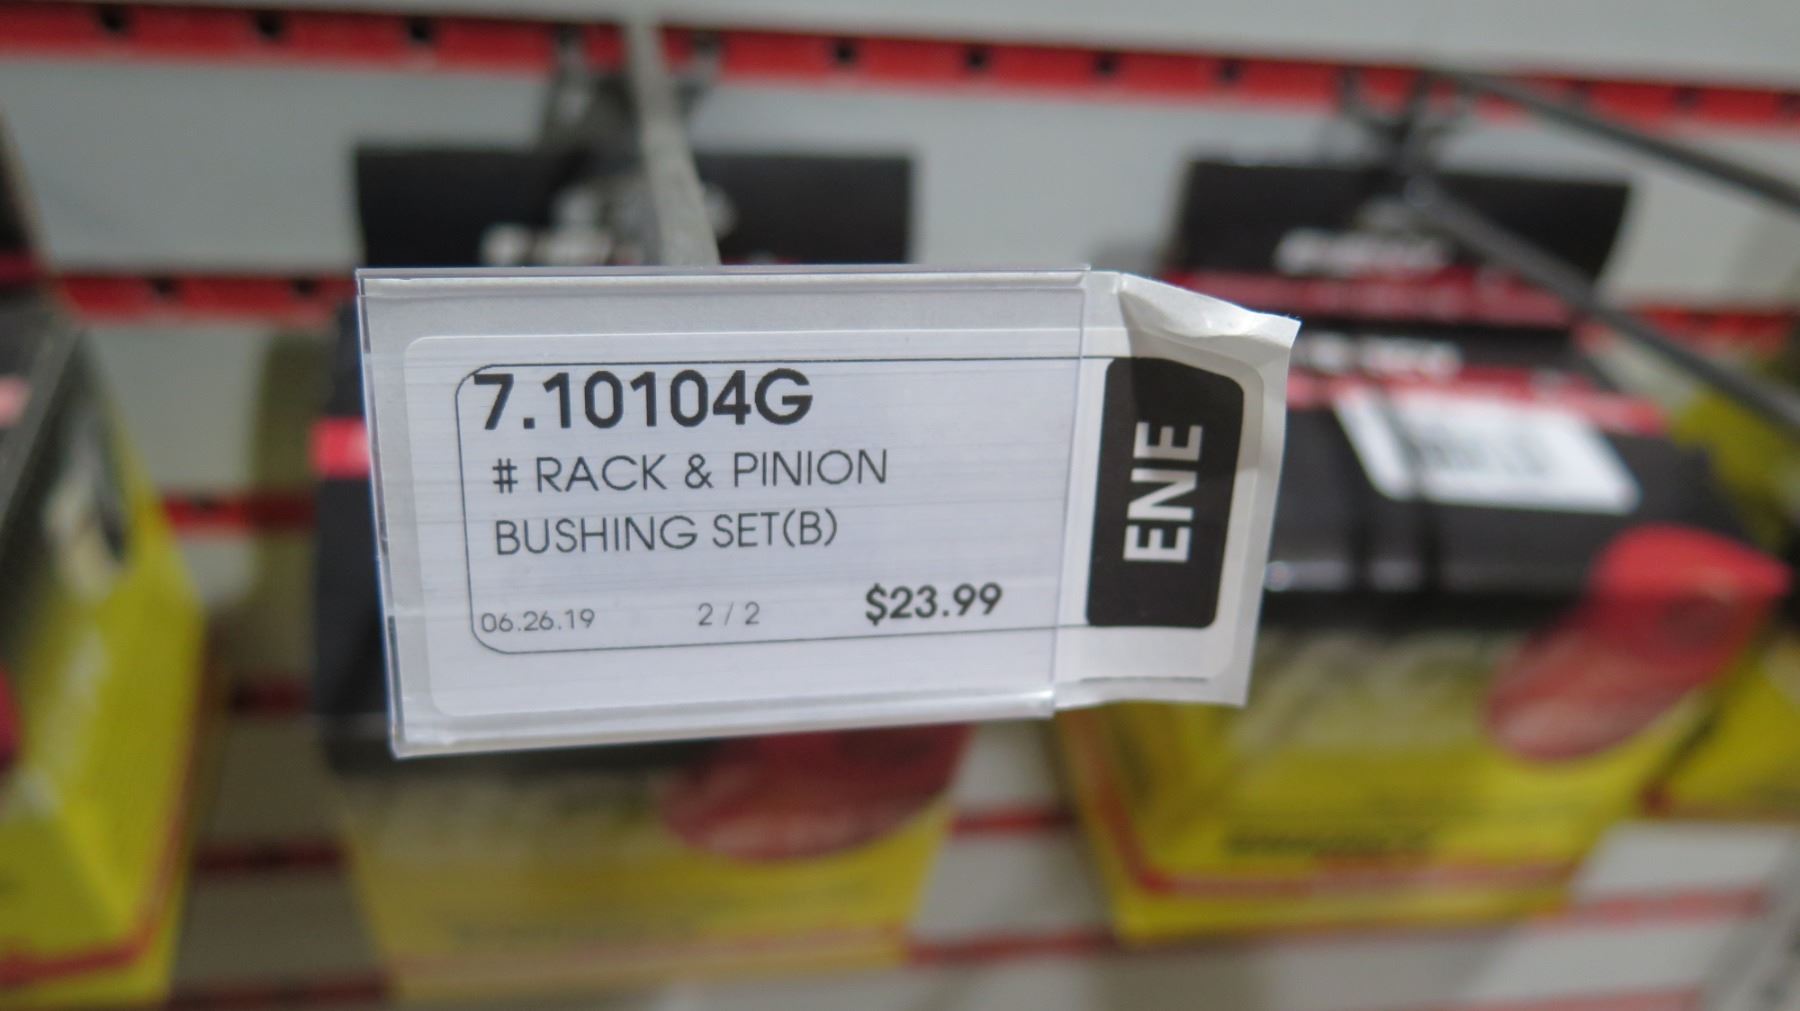 7.10104G
# RACK & PINION
BUSHING SET(B)
06.26.19 2/2 $23.99
ENE